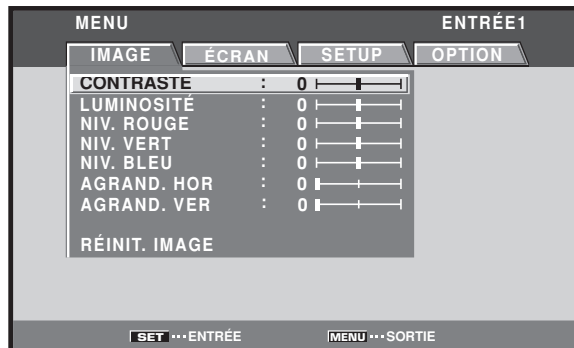 MENU ENTRÉE1
IMAGE ÉCRAN SETUP OPTION
CONTRASTE : 0
LUMINOSITÉ : 0
NIV. ROUGE : 0
NIV. VERT : 0
NIV. BLEU : 0
AGRAND. HOR : 0
AGRAND. VER : 0
RÉINIT. IMAGE
SET ···ENTRÉE MENU ···SORTIE